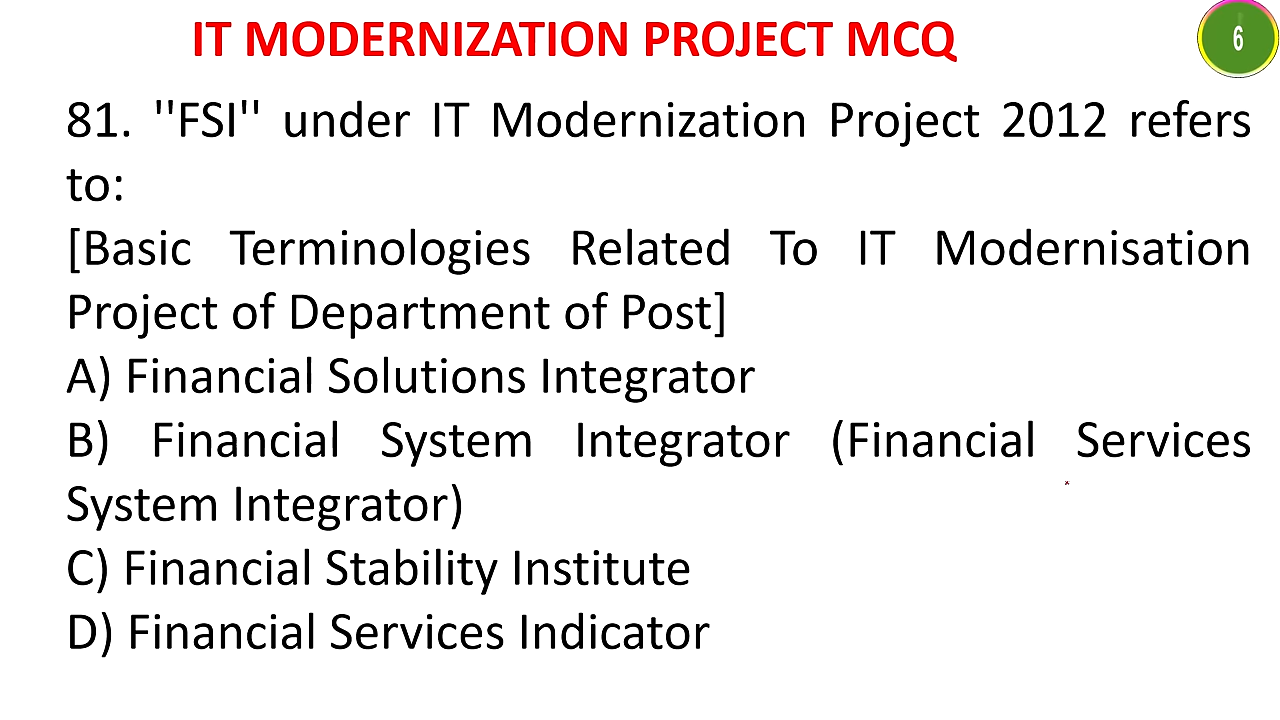 IT MODERNIZATION PROJECT MCQ
6
81. ''FSI'' under IT Modernization Project 2012 refers
to:
[Basic Terminologies Related To IT Modernisation
Project of Department of Post]
A) Financial Solutions Integrator
B) Financial System Integrator (Financial Services
System Integrator)
C) Financial Stability Institute
D) Financial Services Indicator